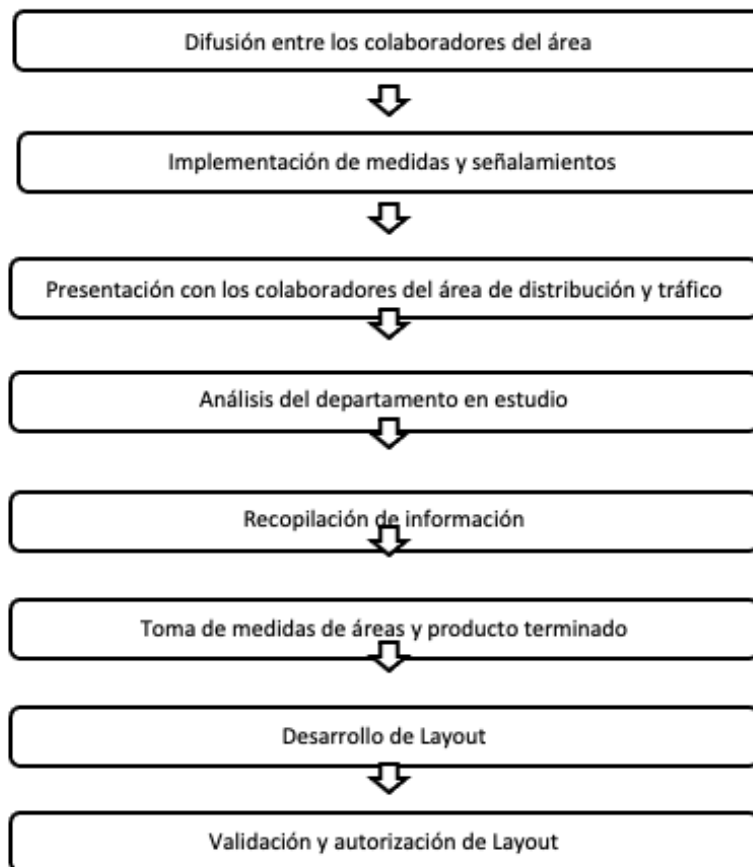 Difusión entre los colaboradores del área
Implementación de medidas y señalamientos
Presentación con los colaboradores del área de distribución y tráfico
Análisis del departamento en estudio
Recopilación de información
Toma de medidas de áreas y producto terminado
Desarrollo de Layout
Validación y autorización de Layout